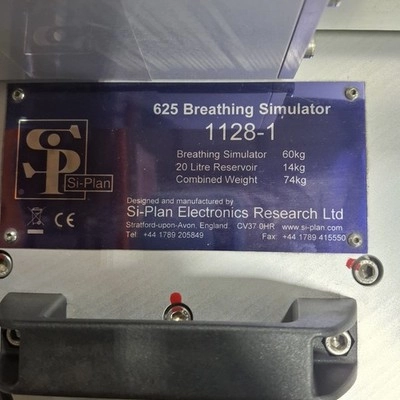 625 Breathing Simulator
1128-1
Breathing Simulator 60kg
20 Litre Reservoir 14kg
Combined Weight 74kg
SP
Si-Plan
Designed and manufactured by
Si-Plan Electronics Research Ltd
Stratford-upon-Avon, England. CV37 0HR www.si-plan.com
Tel: +44 1789 205849 Fax: +44 1789 415550
CE